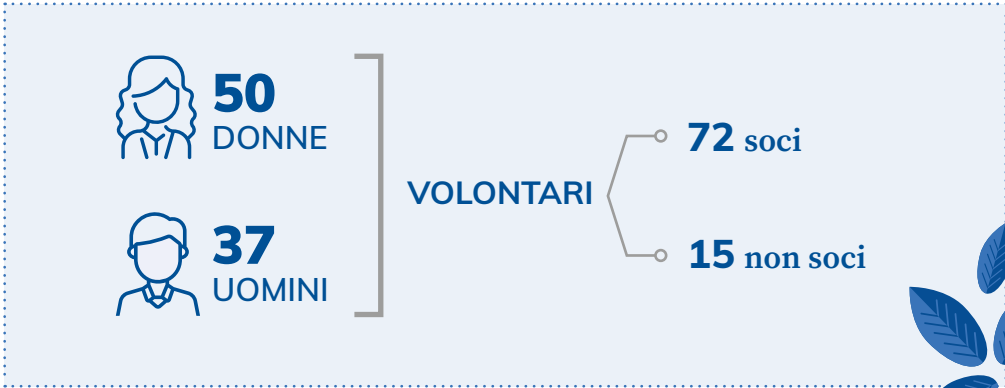 50
DONNE
37
UOMINI
VOLONTARI
72 soci
15 non soci